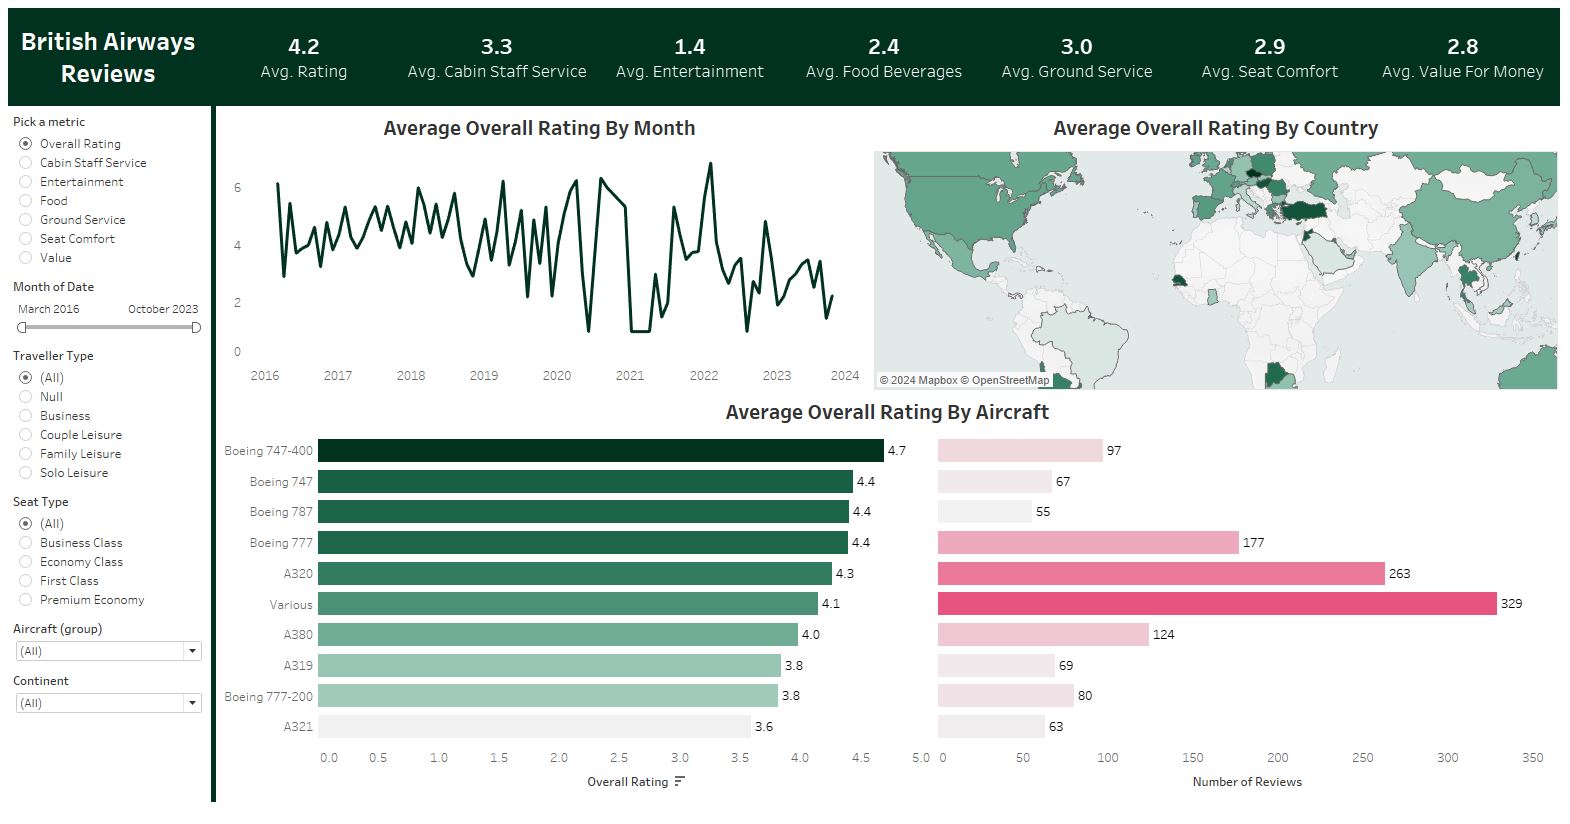 British Airways
Reviews
4.2
Avg. Rating
3.3
Avg. Cabin Staff Service
1.4
Avg. Entertainment
2.4
Avg. Food Beverages
3.0
Avg. Ground Service
2.9
Avg. Seat Comfort
2.8
Avg. Value For Money
Pick a metric
Overall Rating
Cabin Staff Service
Entertainment
Food
Ground Service
Seat Comfort
Value
Month of Date
March 2016 October 2023
Traveller Type
(All)
Null
Business
Couple Leisure
Family Leisure
Solo Leisure
Seat Type
(All)
Business Class
Economy Class
First Class
Premium Economy
Aircraft (group)
(All)
Continent
(All)
Average Overall Rating By Month
6
4
2
0
2016 2017 2018 2019 2020 2021 2022 2023 2024
Average Overall Rating By Country
© 2024 Mapbox © OpenStreetMap
Average Overall Rating By Aircraft
Boeing 747-400 4.7 97
Boeing 747 4.4 67
Boeing 787 4.4 55
Boeing 777 4.4 177
A320 4.3 263
Various 4.1 329
A380 4.0 124
A319 3.8 69
Boeing 777-200 3.8 80
A321 3.6 63
0.0 0.5 1.0 1.5 2.0 2.5 3.0 3.5 4.0 4.5 5.0
Overall Rating
0 50 100 150 200 250 300 350
Number of Reviews